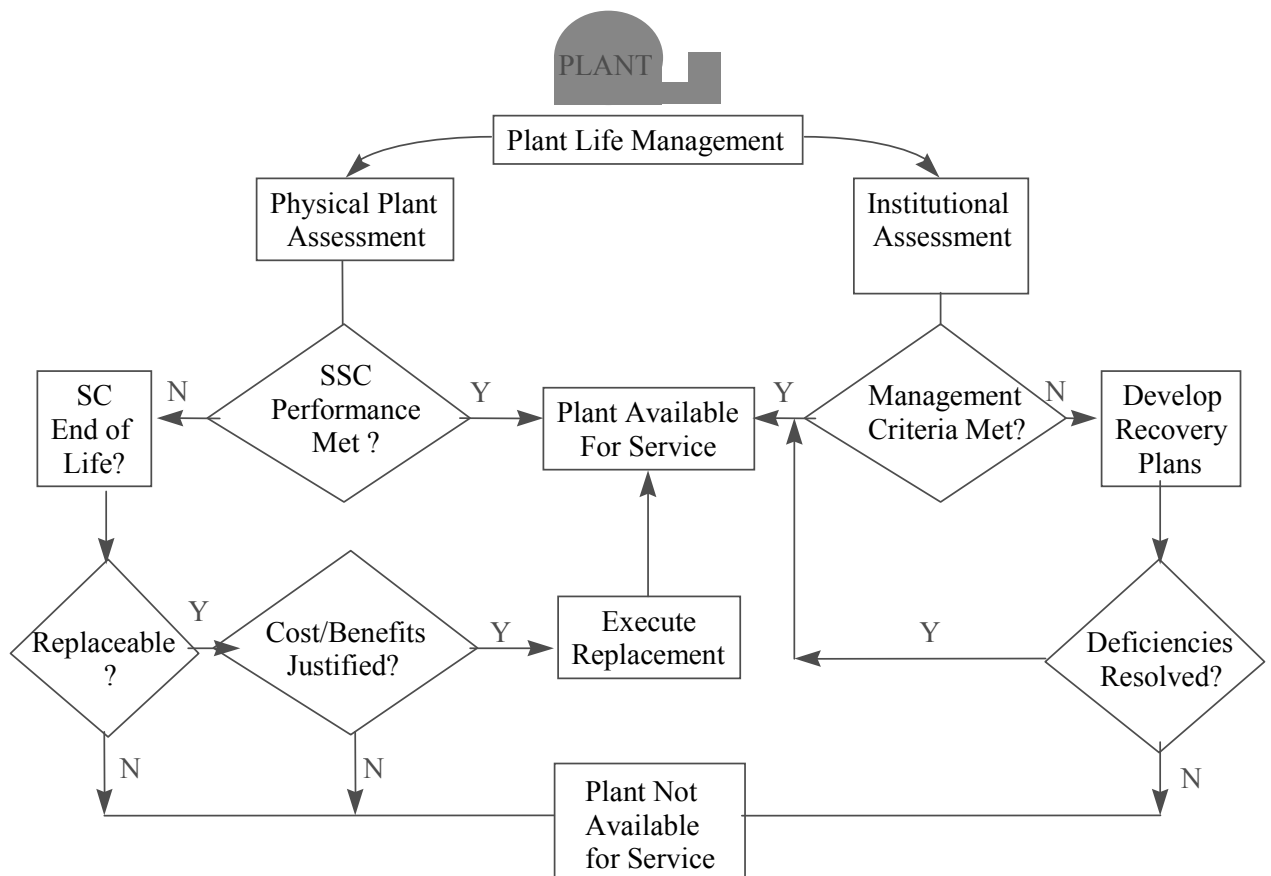 PLANT
Plant Life Management
Physical Plant
Assessment
Institutional
Assessment
SC
End of
Life?
N
SSC
Performance
Met ?
Y
Plant Available
For Service
Y
Management
Criteria Met?
N
Develop
Recovery
Plans
Replaceable
?
Y
Cost/Benefits
Justified?
Y
Execute
Replacement
Y
Deficiencies
Resolved?
N
N
Plant Not
Available
for Service
N